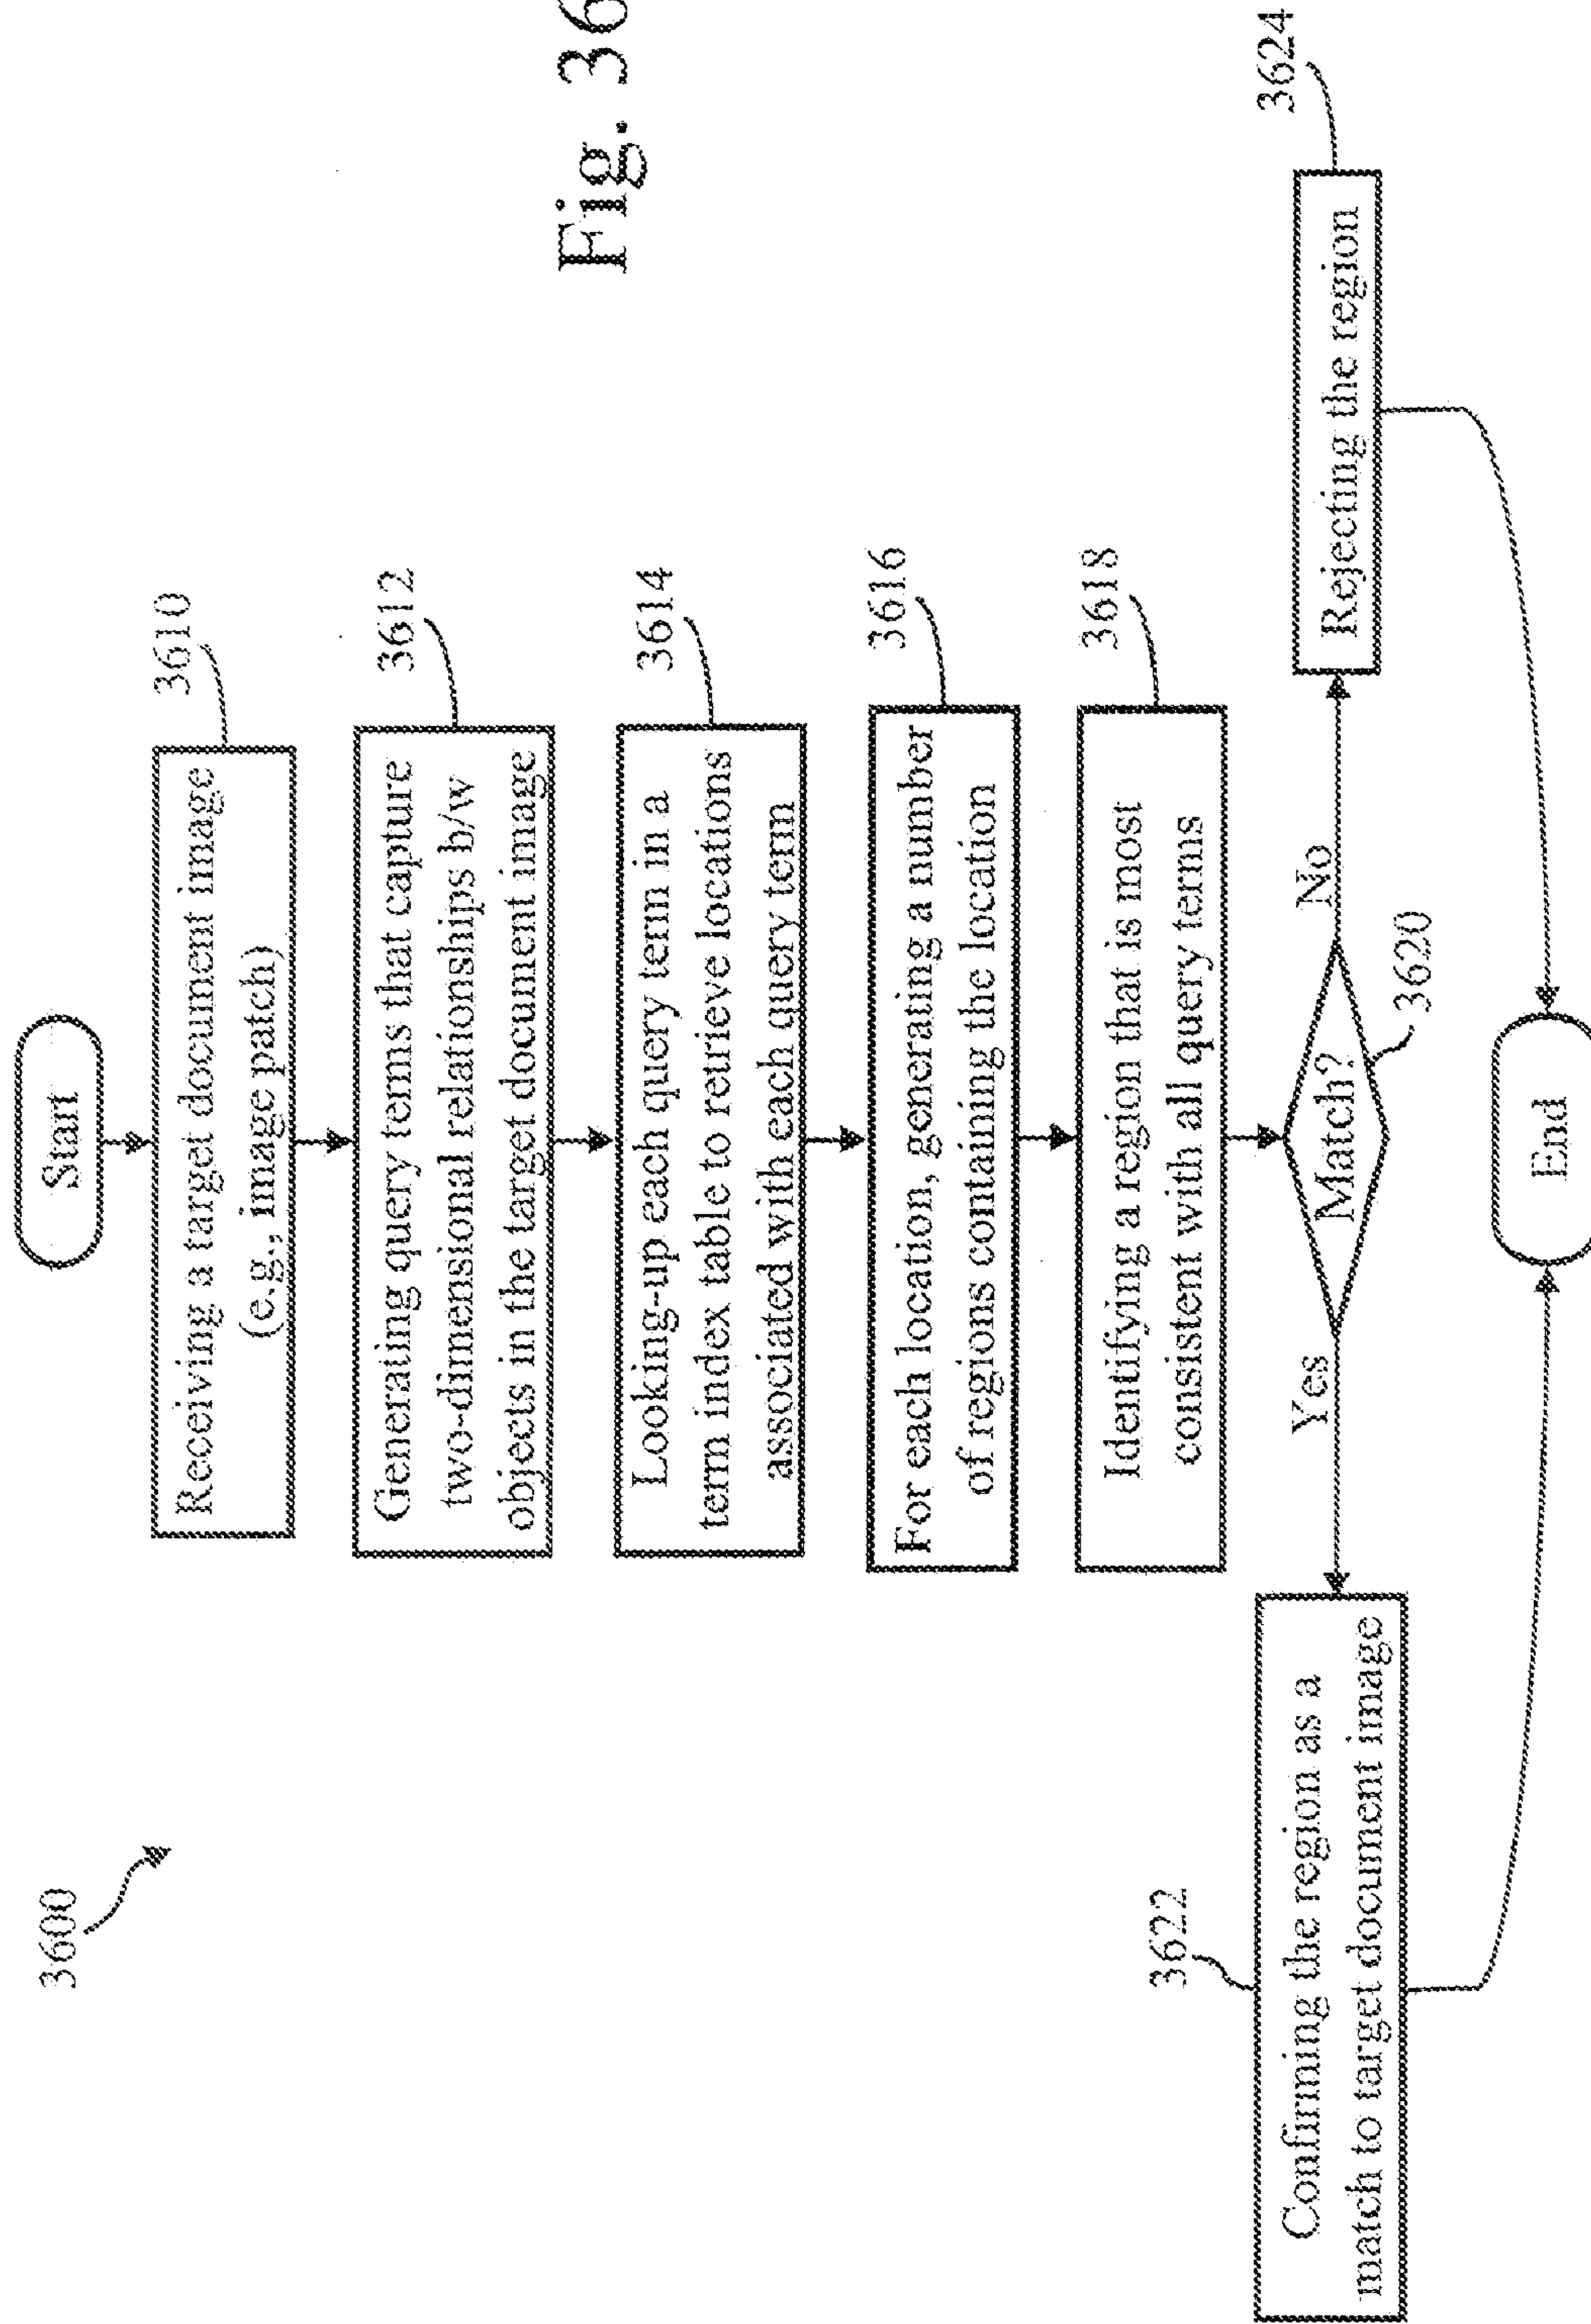 3600
Start
3610
Receiving a target document image
(e.g., image patch)
3612
Generating query terms that capture
two-dimensional relationships b/w
objects in the target document image
3614
Looking-up each query term in a
term index table to retrieve locations
associated with each query term
3616
For each location, generating a number
of regions containing the location
3618
Identifying a region that is most
consistent with all query terms
Match?
3620
Yes
No
3622
Confirming the region as a
match to target document image
3624
Rejecting the region
End
Fig. 36